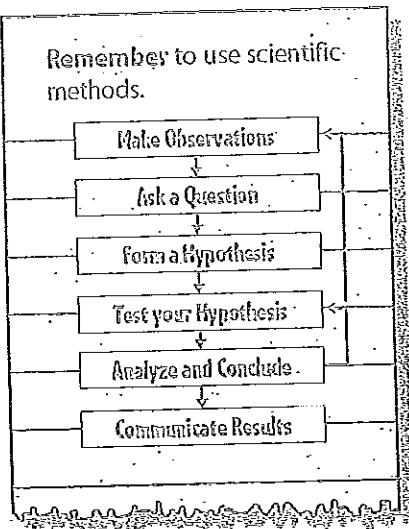 Remember to use scientific
methods.
Make Observations
Ask a Question
Form a Hypothesis
Test your Hypothesis
Analyze and Conclude
Communicate Results